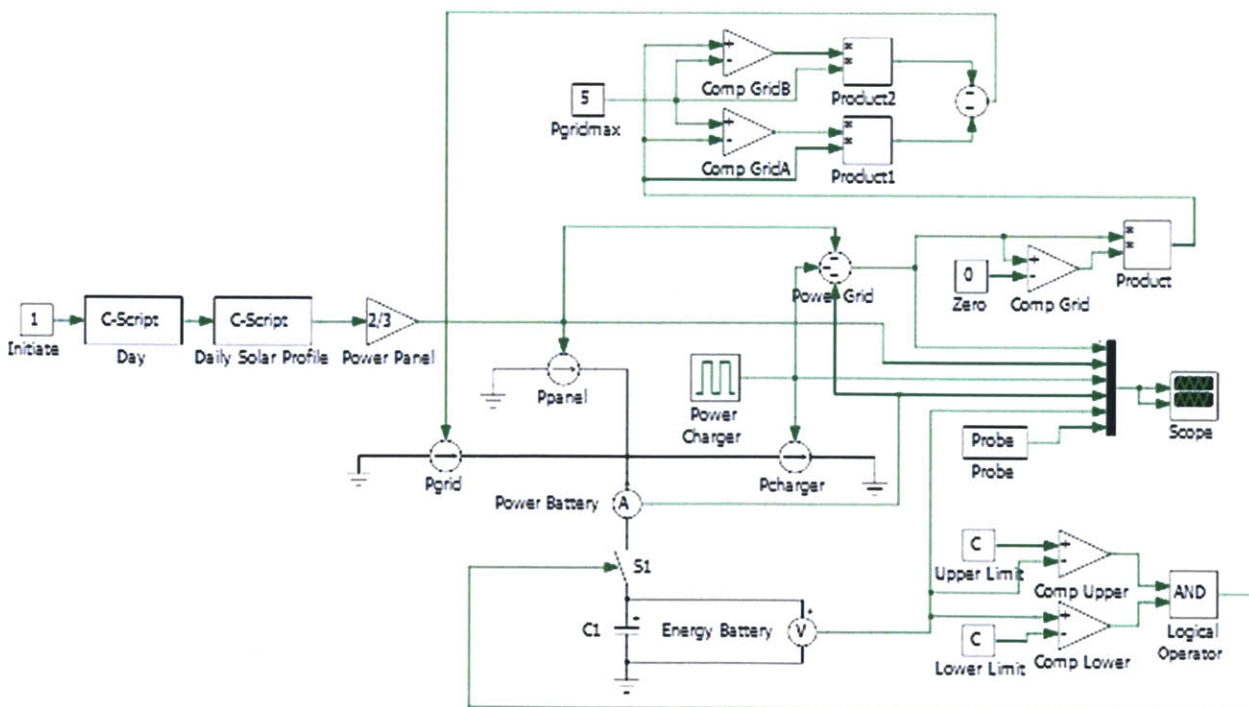 Comp GridB
Product2
5
Pgridmax
Comp GridA
Product1
Product
0
Zero
Comp Grid
Power Grid
1
Initiate
C-Script
Day
C-Script
Daily Solar Profile
2/3
Power Panel
Ppanel
Power
Charger
Probe
Probe
Scope
Pgrid
Pcharger
Power Battery
A
S1
C
Upper Limit
Comp Upper
AND
Logical
Operator
C1
Energy Battery
V
C
Lower Limit
Comp Lower